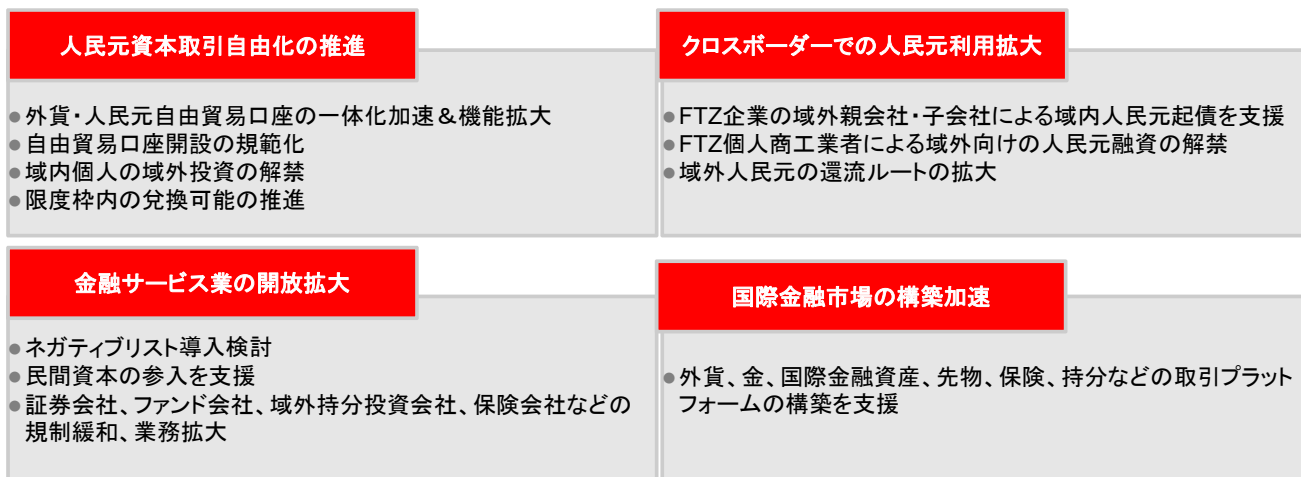 人民元資本取引自由化の推進
●外貨・人民元自由貿易口座の一体化加速&機能拡大
●自由貿易口座開設の規範化
●域内個人の域外投資の解禁
●限度枠内の兌換可能の推進
クロスボーダーでの人民元利用拡大
●FTZ企業の域外親会社・子会社による域内人民元起債を支援
●FTZ個人商工業者による域外向けの人民元融資の解禁
●域外人民元の還流ルートの拡大
金融サービス業の開放拡大
●ネガティブリスト導入検討
●民間資本の参入を支援
●証券会社、ファンド会社、域外持分投資会社、保険会社などの
規制緩和、業務拡大
国際金融市場の構築加速
●外貨、金、国際金融資産、先物、保険、持分などの取引プラット
フォームの構築を支援